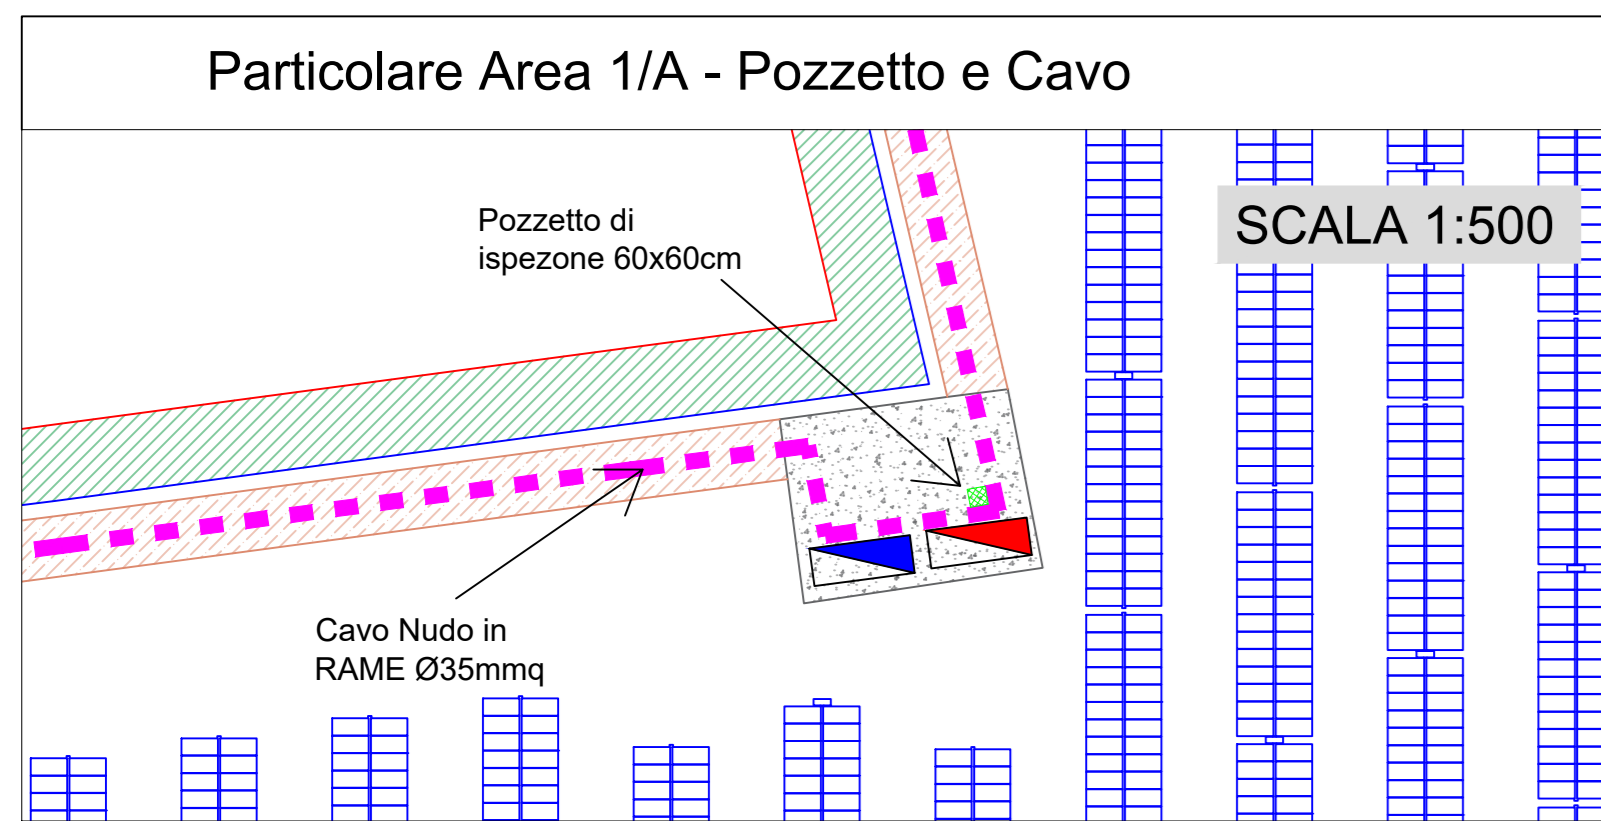 Particolare Area 1/A - Pozzetto e Cavo
SCALA 1:500
Pozzetto di
ispezone 60x60cm
Cavo Nudo in
RAME Ø35mmq